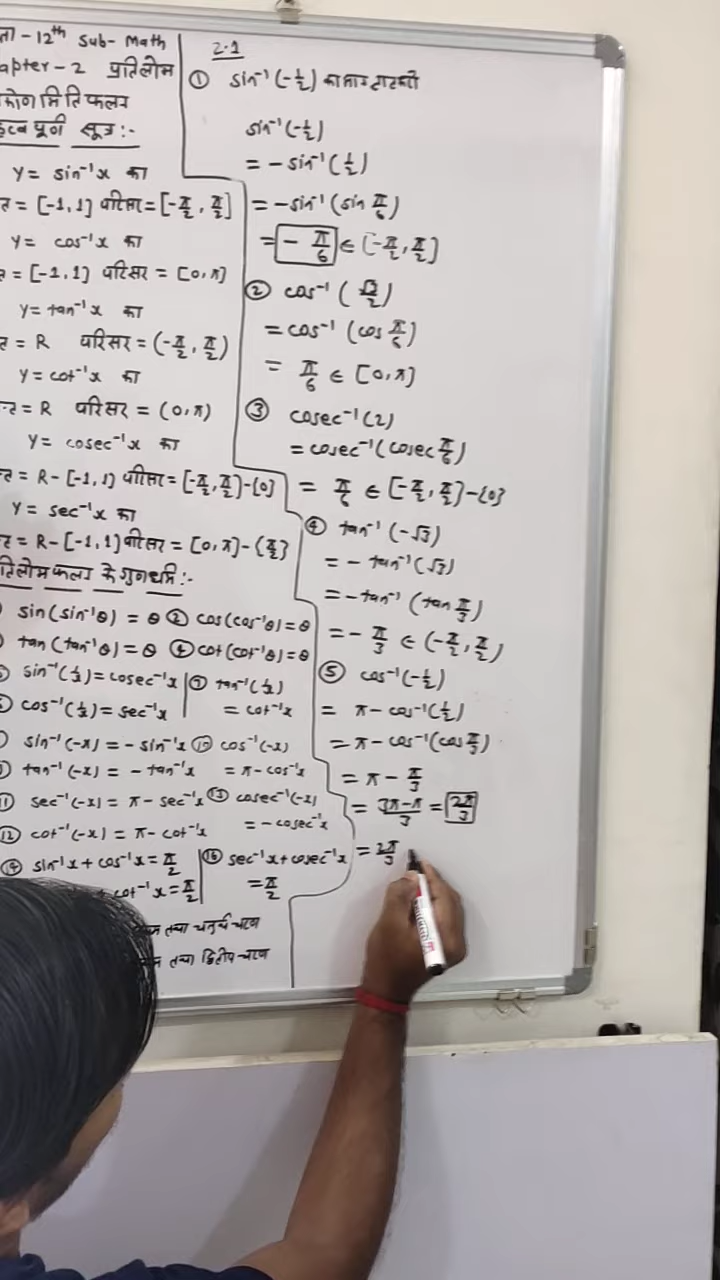 12th Sub- Math
Chapter-2 प्रतिलोम
त्रिकोणमितिफलन
सूत्र:-
y = sin⁻¹x का
= [-1,1] परिसर = [-π/2, π/2]
y = cos⁻¹x का
= [-1,1] परिसर = [0,π]
y = tan⁻¹x का
= R परिसर = (-π/2, π/2)
y = cot⁻¹x का
= R परिसर = (0,π)
y = cosec⁻¹x का
= R-[-1,1) परिसर = [-π/2, π/2]-{0}
y = sec⁻¹x का
= R-[-1,1] परिसर = [0,π]-{π/2}
प्रतिलोम फलन के गुणधर्म:-
sin(sin⁻¹θ) = θ ② cos(cos⁻¹θ)=θ
tan(tan⁻¹θ) = θ ④ cot(cot⁻¹θ)=θ
sin⁻¹(1/x)=cosec⁻¹x ⑦ tan⁻¹(1/x)
cos⁻¹(1/x)=sec⁻¹x = cot⁻¹x
sin⁻¹(-x)=-sin⁻¹x ⑩ cos⁻¹(-x)
tan⁻¹(-x) = -tan⁻¹x = π-cos⁻¹x
⑪ sec⁻¹(-x) = π-sec⁻¹x ⑬ cosec⁻¹(-x)
⑫ cot⁻¹(-x) = π-cot⁻¹x = -cosec⁻¹x
⑭ sin⁻¹x + cos⁻¹x = π/2 ⑯ sec⁻¹x+cosec⁻¹x
cot⁻¹x = π/2 = π/2
तथा चतुर्थ चरण
तथा द्वितीय चरण
2.1
① sin⁻¹(-1/2) का मान ज्ञात करो
sin⁻¹(-1/2)
= -sin⁻¹(1/2)
= -sin⁻¹(sin π/6)
= -π/6 ∈ [-π/2, π/2]
② cos⁻¹(√3/2)
= cos⁻¹(cos π/6)
= π/6 ∈ [0,π]
③ cosec⁻¹(2)
= cosec⁻¹(cosec π/6)
= π/6 ∈ [-π/2, π/2]-{0}
④ tan⁻¹(-√3)
= -tan⁻¹(√3)
= -tan⁻¹(tan π/3)
= -π/3 ∈ (-π/2, π/2)
⑤ cos⁻¹(-1/2)
= π-cos⁻¹(1/2)
= π-cos⁻¹(cos π/3)
= π - π/3
= 3π-π/3 = 2π/3
= 2π/3